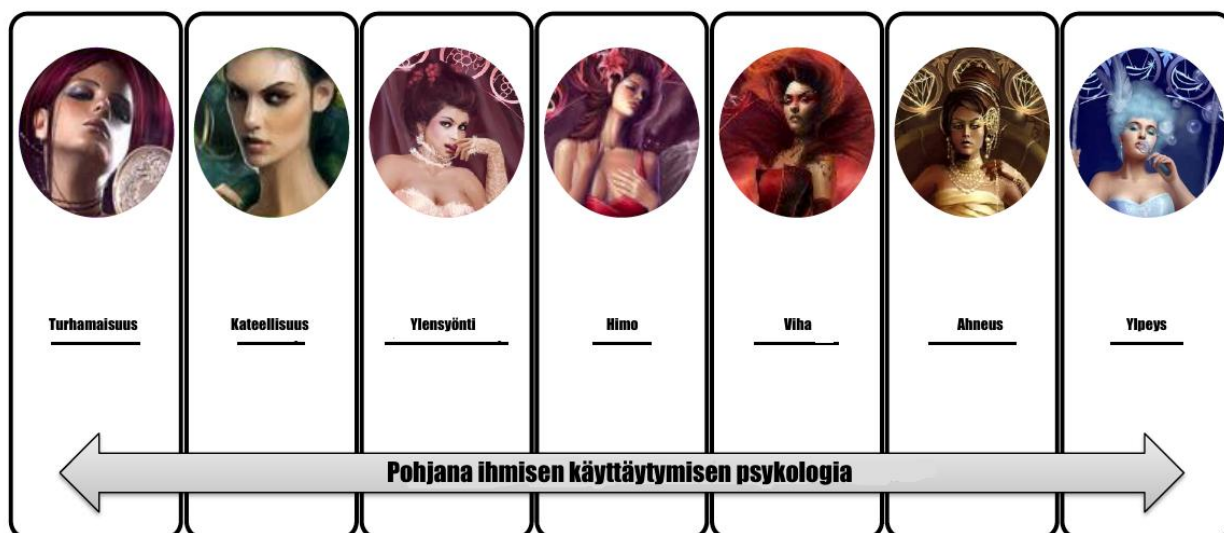 Turhamaisuus
Kateellisuus
Ylensyönti
Himo
Viha
Ahneus
Ylpeys
Pohjana ihmisen käyttäytymisen psykologia